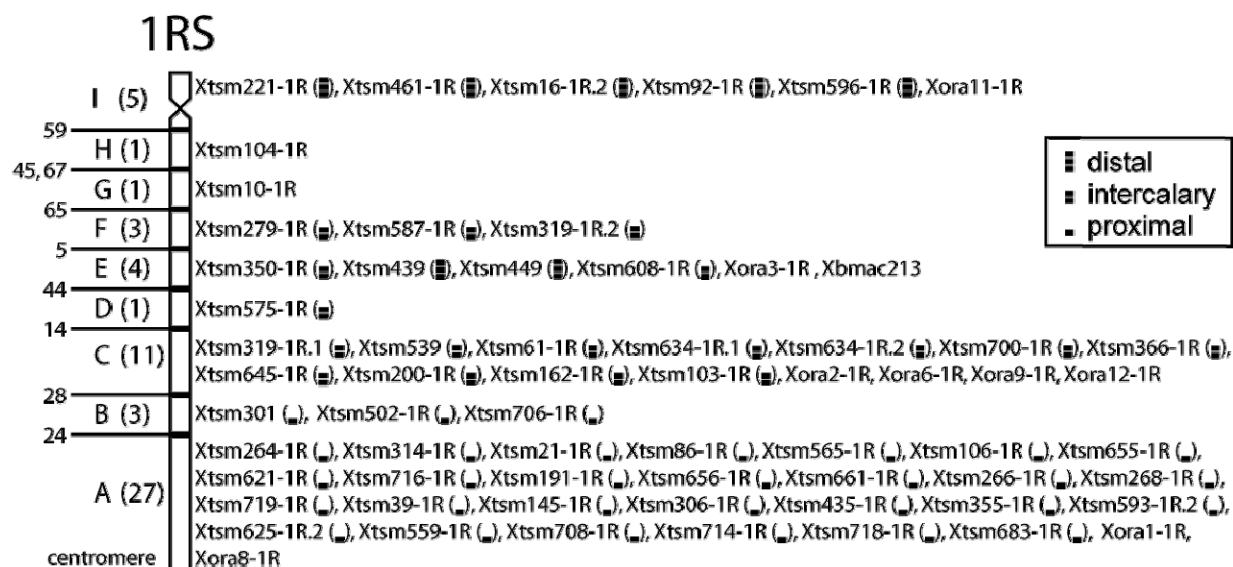 1RS
I (5) Xtsm221-1R (), Xtsm461-1R (), Xtsm16-1R.2 (), Xtsm92-1R (), Xtsm596-1R (), Xora11-1R
59
H (1) Xtsm104-1R
45,67
G (1) Xtsm10-1R
65
F (3) Xtsm279-1R (), Xtsm587-1R (), Xtsm319-1R.2 ()
5
E (4) Xtsm350-1R (), Xtsm439 (), Xtsm449 (), Xtsm608-1R (), Xora3-1R , Xbmac213
44
D (1) Xtsm575-1R ()
14
C (11) Xtsm319-1R.1 (), Xtsm539 (), Xtsm61-1R (), Xtsm634-1R.1 (), Xtsm634-1R.2 (), Xtsm700-1R (), Xtsm366-1R (),
Xtsm645-1R (), Xtsm200-1R (), Xtsm162-1R (), Xtsm103-1R (), Xora2-1R, Xora6-1R, Xora9-1R, Xora12-1R
28
B (3) Xtsm301 (), Xtsm502-1R (), Xtsm706-1R ()
24
A (27) Xtsm264-1R (), Xtsm314-1R (), Xtsm21-1R (), Xtsm86-1R (), Xtsm565-1R (), Xtsm106-1R (), Xtsm655-1R (),
Xtsm621-1R (), Xtsm716-1R (), Xtsm191-1R (), Xtsm656-1R (), Xtsm661-1R (), Xtsm266-1R (), Xtsm268-1R (),
Xtsm719-1R (), Xtsm39-1R (), Xtsm145-1R (), Xtsm306-1R (), Xtsm435-1R (), Xtsm355-1R (), Xtsm593-1R.2 (),
Xtsm625-1R.2 (), Xtsm559-1R (), Xtsm708-1R (), Xtsm714-1R (), Xtsm718-1R (), Xtsm683-1R (), Xora1-1R,
centromere Xora8-1R
distal
intercalary
proximal